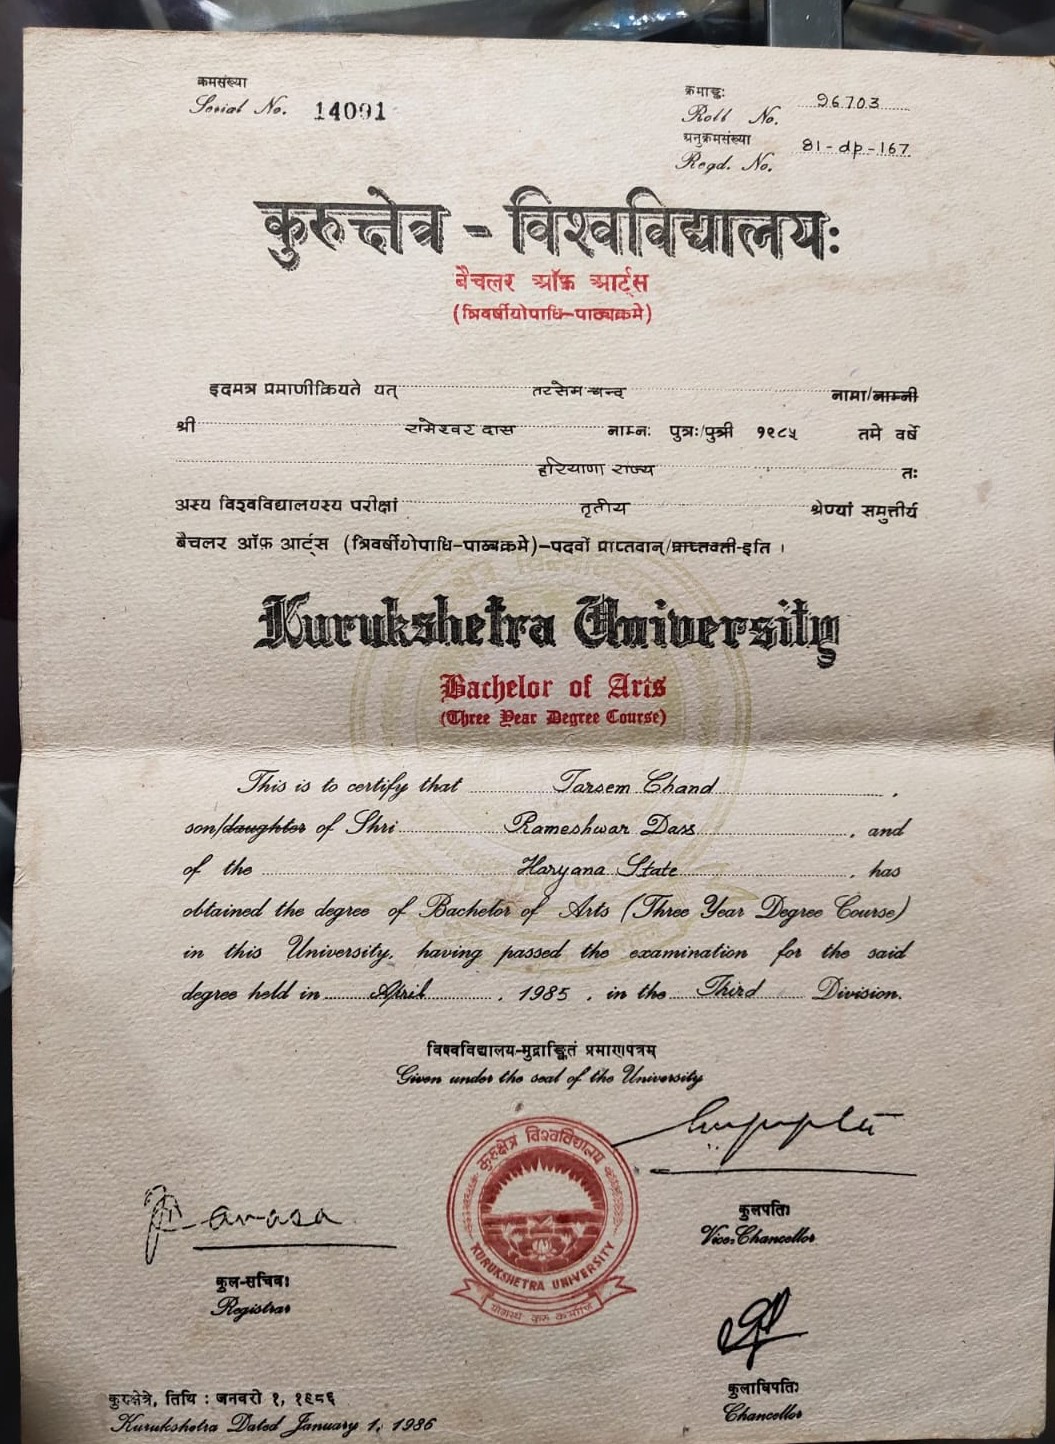 क्रमसंख्या
Serial No. 14091
क्रमाङ्कः
Roll No. 96703
अनुक्रमसंख्या
Regd. No. 81-dp-167
कुरुक्षेत्र - विश्वविद्यालयः
बैचलर ऑफ़ आर्ट्स
(त्रिवर्षीयोपाधि-पाठ्यक्रमे)
इदमत्र प्रमाणीक्रियते यत् तरसेम चन्द नामा/नाम्नी
श्री रामेश्वर दास नाम्नः पुत्रः/पुत्री १९८५ तमे वर्षे
हरियाणा राज्य तः
अस्य विश्वविद्यालयस्य परीक्षां तृतीय श्रेण्यां समुत्तीर्य
बैचलर ऑफ़ आर्ट्स (त्रिवर्षीयोपाधि-पाठ्यक्रमे)-पदवीं प्राप्तवान्/प्राप्तवती-इति ।
Kurukshetra University
Bachelor of Arts
(Three Year Degree Course)
This is to certify that Tarsem Chand,
son/daughter of Shri Rameshwar Dass, and
of the Haryana State, has
obtained the degree of Bachelor of Arts (Three Year Degree Course)
in this University, having passed the examination for the said
degree held in April, 1985, in the Third Division.
विश्वविद्यालय-मुद्राङ्कितं प्रमाणपत्रम्
Given under the seal of the University
कुरुक्षेत्र विश्वविद्यालय
KURUKSHETRA UNIVERSITY
योगस्थः कुरु कर्माणि
कुलपतिः
Vice-Chancellor
कुल-सचिवः
Registrar
कुलाधिपतिः
Chancellor
कुरुक्षेत्रे, तिथि : जनवरी १, १९८६
Kurukshetra Dated January 1, 1986